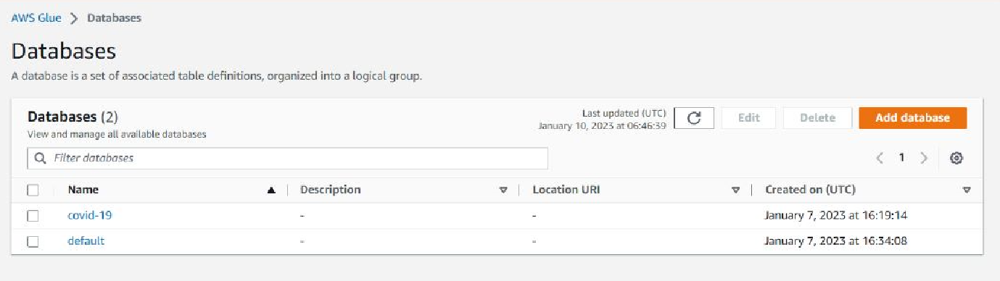 AWS Glue > Databases
Databases
A database is a set of associated table definitions, organized into a logical group.
Databases (2)
View and manage all available databases
Last updated (UTC)
January 10, 2023 at 06:46:39
Edit
Delete
Add database
Filter databases
1
Name Description Location URI Created on (UTC)
covid-19 - - January 7, 2023 at 16:19:14
default - - January 7, 2023 at 16:34:08